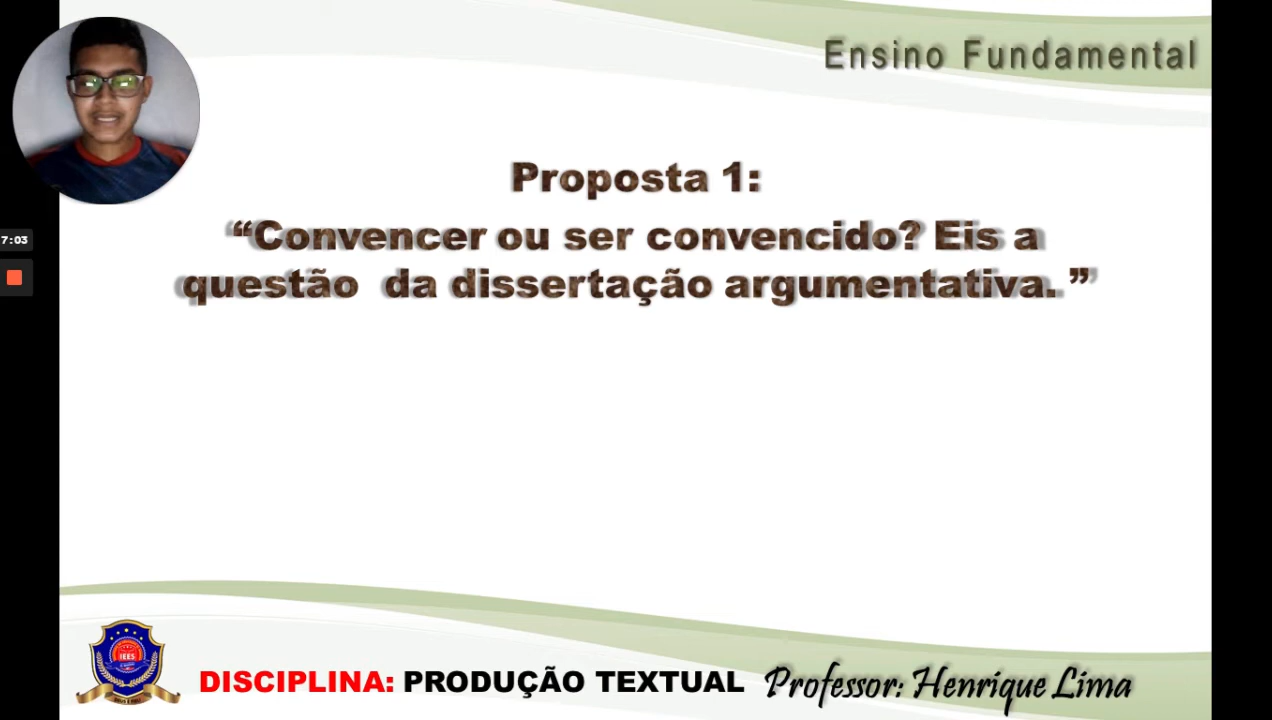 Ensino Fundamental
Proposta 1:
“Convencer ou ser convencido? Eis a
questão da dissertação argumentativa. ”
7:03
IEES
DISCIPLINA: PRODUÇÃO TEXTUAL Professor: Henrique Lima